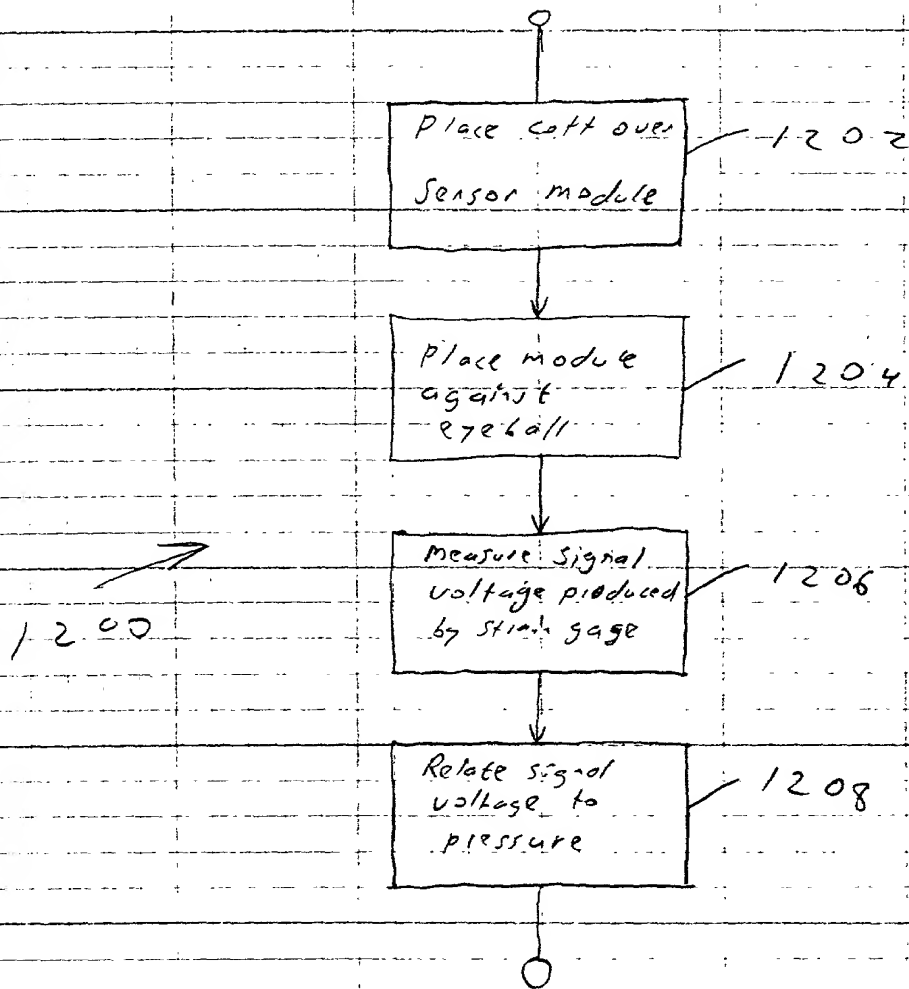 Place cott over
1202
Sensor module
Place module
1204
against
eyeball
Measure signal
1206
voltage produced
by strain gage
1200
Relate signal
1208
voltage to
pressure